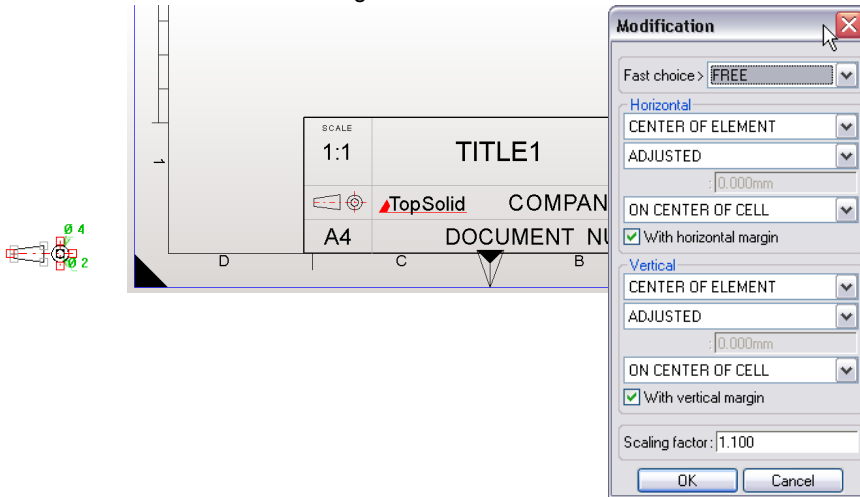 SCALE
1:1
TITLE1
TopSolid
COMPAN
A4
DOCUMENT NU
1
D
C
B
Ø 4
Ø 2
Modification
Fast choice > FREE
Horizontal
CENTER OF ELEMENT
ADJUSTED
: 0.000mm
ON CENTER OF CELL
With horizontal margin
Vertical
CENTER OF ELEMENT
ADJUSTED
: 0.000mm
ON CENTER OF CELL
With vertical margin
Scaling factor: 1.100
OK
Cancel